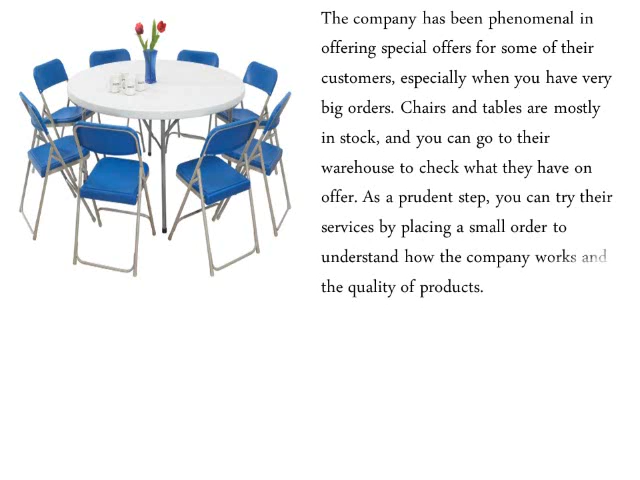 The company has been phenomenal in
offering special offers for some of their
customers, especially when you have very
big orders. Chairs and tables are mostly
in stock, and you can go to their
warehouse to check what they have on
offer. As a prudent step, you can try their
services by placing a small order to
understand how the company works and
the quality of products.